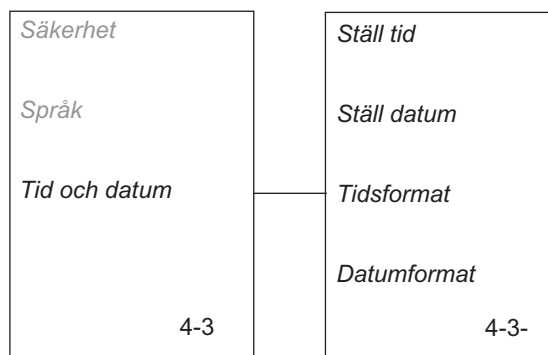 Säkerhet
Språk
Tid och datum
4-3
Ställ tid
Ställ datum
Tidsformat
Datumformat
4-3-